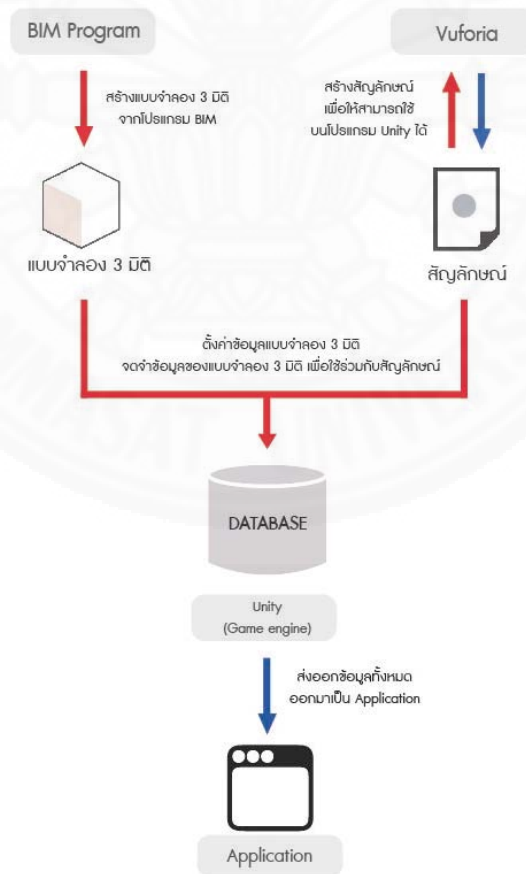 BIM Program
Vuforia
สร้างแบบจำลอง 3 มิติ
จากโปรแกรม BIM
สร้างสัญลักษณ์
เพื่อให้สามารถใช้
บนโปรแกรม Unity ได้
แบบจำลอง 3 มิติ
สัญลักษณ์
ตั้งค่าข้อมูลแบบจำลอง 3 มิติ
จดจำข้อมูลของแบบจำลอง 3 มิติ เพื่อใช้ร่วมกับสัญลักษณ์
DATABASE
Unity
(Game engine)
ส่งออกข้อมูลทั้งหมด
ออกมาเป็น Application
Application